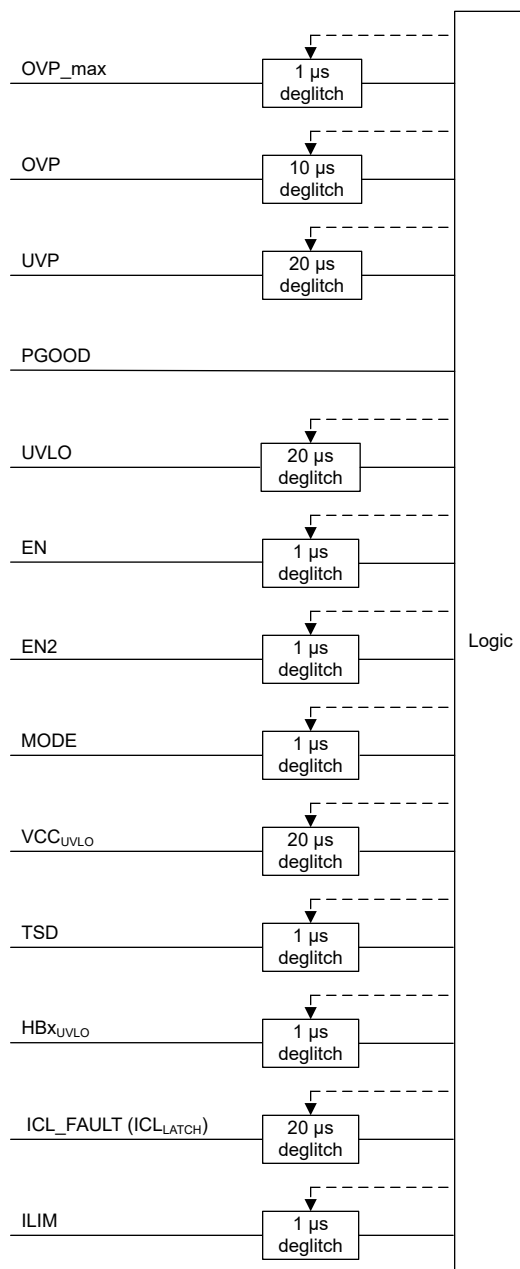 OVP_max
1 µs
deglitch
OVP
10 µs
deglitch
UVP
20 µs
deglitch
PGOOD
UVLO
20 µs
deglitch
EN
1 µs
deglitch
EN2
1 µs
deglitch
Logic
MODE
1 µs
deglitch
VCCUVLO
20 µs
deglitch
TSD
1 µs
deglitch
HBxUVLO
1 µs
deglitch
ICL_FAULT (ICLLATCH)
20 µs
deglitch
ILIM
1 µs
deglitch